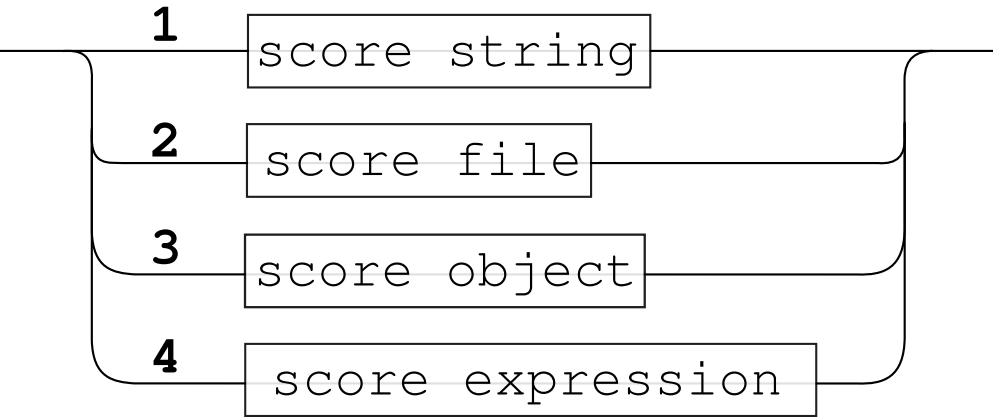 1 score string
2 score file
3 score object
4 score expression